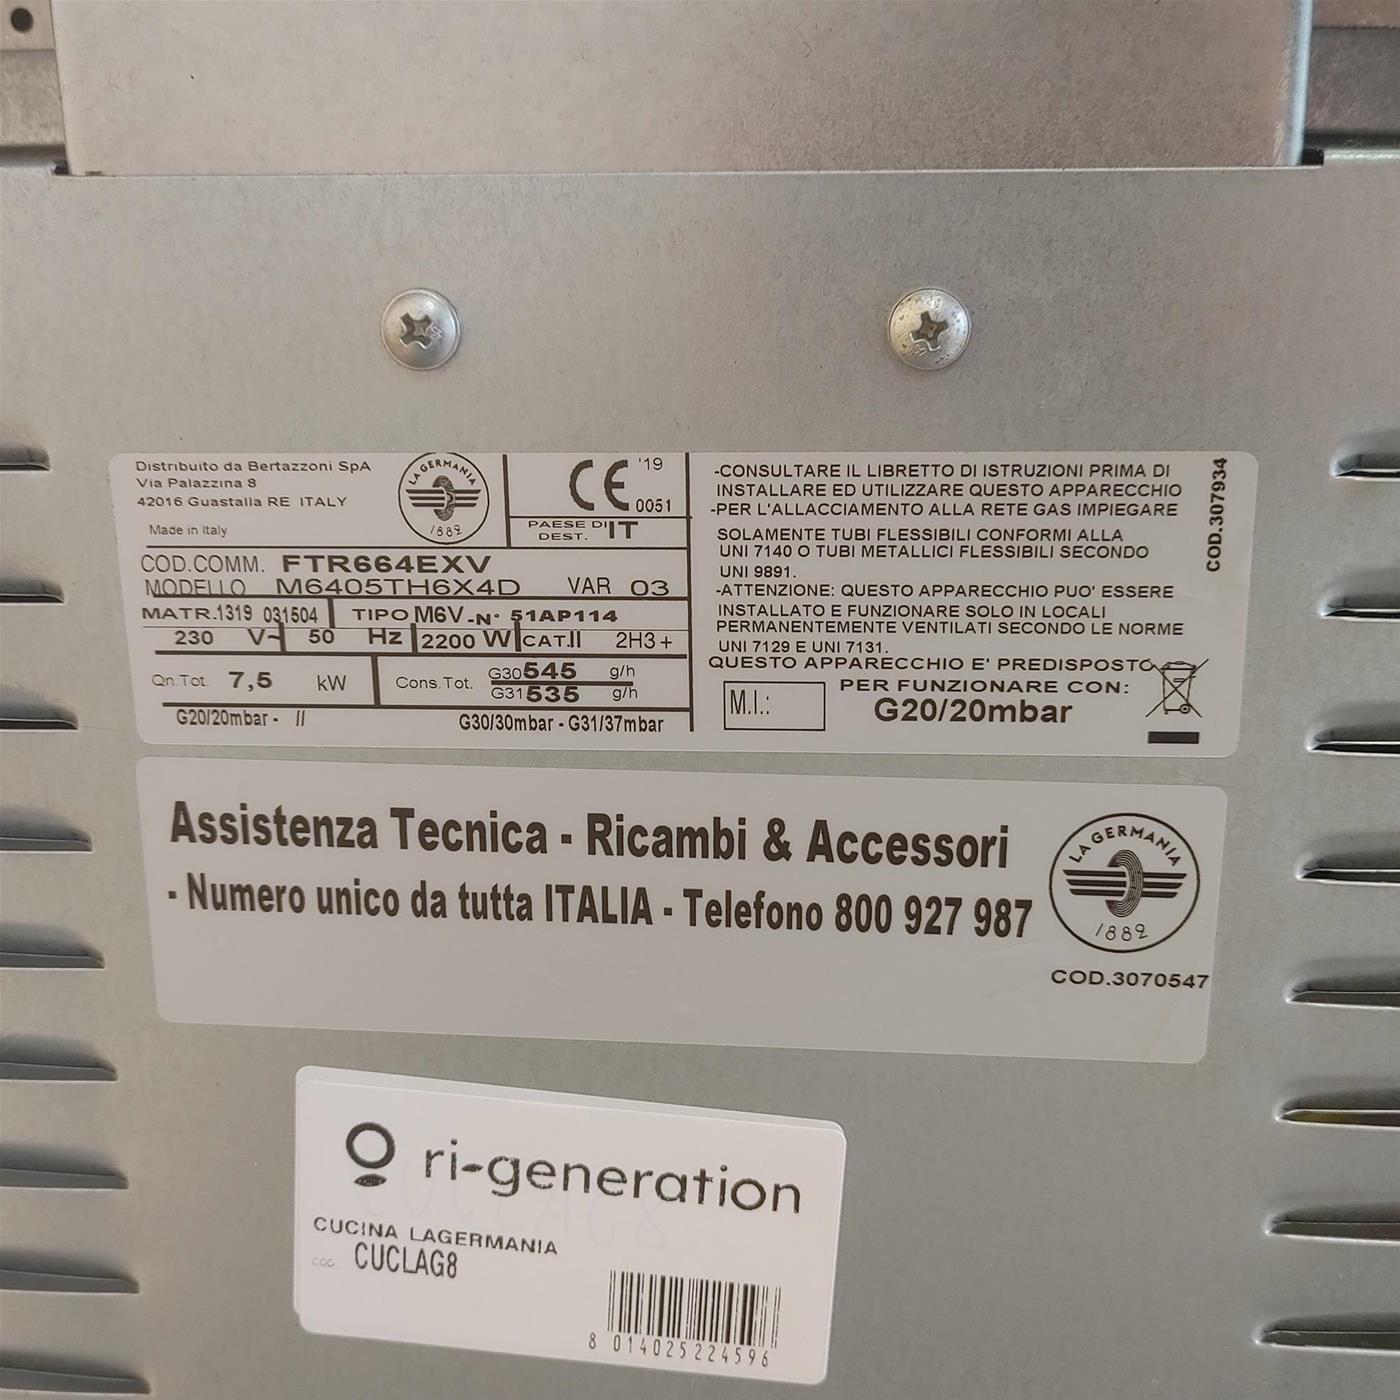 Distribuito da Bertazzoni SpA
Via Palazzina 8
42016 Guastalla RE ITALY
Made in Italy
LA GERMANIA
1882
CE '19
0051
PAESE DI
DEST. IT
COD.COMM. FTR664EXV
MODELLO M6405TH6X4D VAR 03
MATR.1319 031504 TIPO M6V-N° 51AP114
230 V~ 50 Hz 2200 W CAT.II 2H3+
Qn.Tot 7,5 kW Cons.Tot. G30 545 g/h
G31 535 g/h
G20/20mbar - // G30/30mbar - G31/37mbar
-CONSULTARE IL LIBRETTO DI ISTRUZIONI PRIMA DI
INSTALLARE ED UTILIZZARE QUESTO APPARECCHIO
-PER L'ALLACCIAMENTO ALLA RETE GAS IMPIEGARE
SOLAMENTE TUBI FLESSIBILI CONFORMI ALLA
UNI 7140 O TUBI METALLICI FLESSIBILI SECONDO
UNI 9891.
-ATTENZIONE: QUESTO APPARECCHIO PUO' ESSERE
INSTALLATO E FUNZIONARE SOLO IN LOCALI
PERMANENTEMENTE VENTILATI SECONDO LE NORME
UNI 7129 E UNI 7131.
QUESTO APPARECCHIO E' PREDISPOSTO
PER FUNZIONARE CON:
M.I.: G20/20mbar
COD.307934
Assistenza Tecnica - Ricambi & Accessori
- Numero unico da tutta ITALIA - Telefono 800 927 987
LA GERMANIA
1882
COD.3070547
ri-generation
CUCINA LAGERMANIA
COD. CUCLAG8
8 014025224596